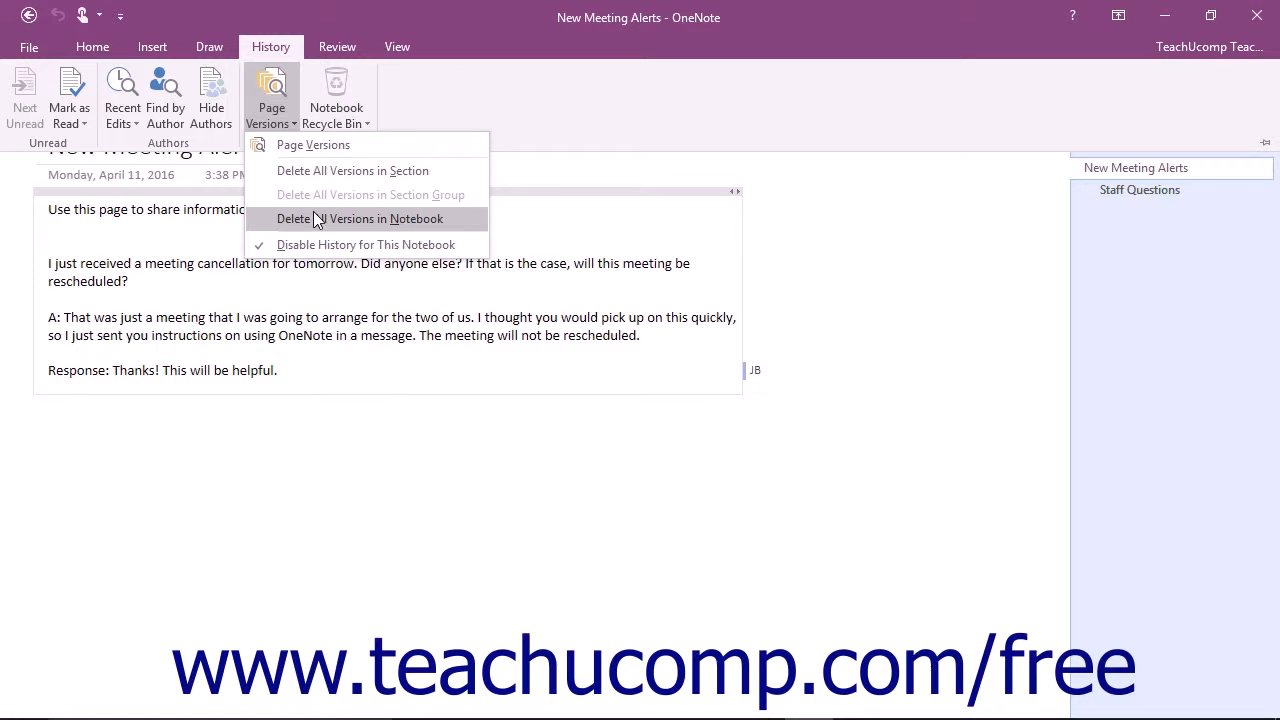 New Meeting Alerts - OneNote
?
File Home Insert Draw History Review View
TeachUcomp Teac...
Next Unread
Mark as Read
Recent Edits
Find by Author
Hide Authors
Page Versions
Notebook Recycle Bin
Unread
Authors
Page Versions
Delete All Versions in Section
Delete All Versions in Section Group
Delete All Versions in Notebook
Disable History for This Notebook
New Meeting Aler
Monday, April 11, 2016 3:38 PM
Use this page to share informatio
I just received a meeting cancellation for tomorrow. Did anyone else? If that is the case, will this meeting be
rescheduled?
A: That was just a meeting that I was going to arrange for the two of us. I thought you would pick up on this quickly,
so I just sent you instructions on using OneNote in a message. The meeting will not be rescheduled.
Response: Thanks! This will be helpful.
JB
New Meeting Alerts
Staff Questions
www.teachucomp.com/free